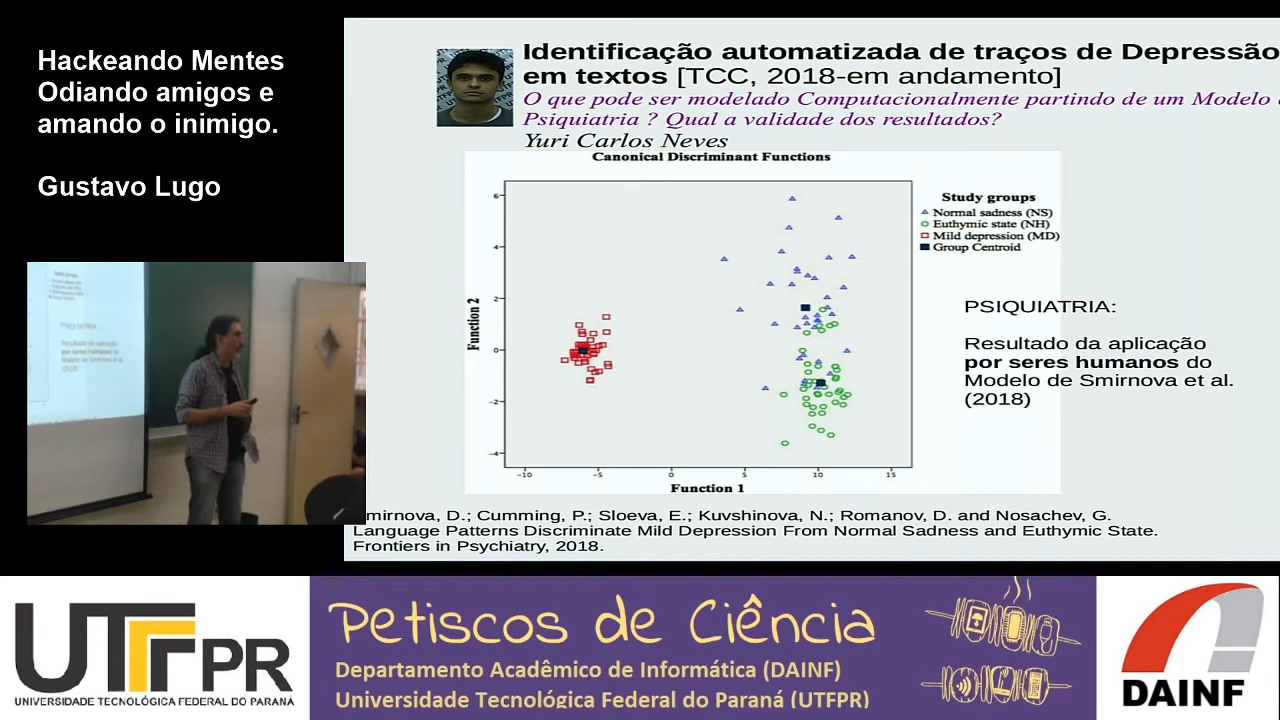 Hackeando Mentes
Odiando amigos e
amando o inimigo.
Gustavo Lugo
Identificação automatizada de traços de Depressão
em textos [TCC, 2018-em andamento]
O que pode ser modelado Computacionalmente partindo de um Modelo
Psiquiatria ? Qual a validade dos resultados?
Yuri Carlos Neves
Canonical Discriminant Functions
Study groups
Normal sadness (NS)
Euthymic state (NH)
Mild depression (MD)
Group Centroid
Function 2
6
4
2
0
-2
-4
-10
-5
0
5
10
15
Function 1
PSIQUIATRIA:
Resultado da aplicação
por seres humanos do
Modelo de Smirnova et al.
(2018)
mirnova, D.; Cumming, P.; Sloeva, E.; Kuvshinova, N.; Romanov, D. and Nosachev, G.
Language Patterns Discriminate Mild Depression From Normal Sadness and Euthymic State.
Frontiers in Psychiatry, 2018.
UTFPR
UNIVERSIDADE TECNOLÓGICA FEDERAL DO PARANÁ
Petiscos de Ciência
Departamento Acadêmico de Informática (DAINF)
Universidade Tecnológica Federal do Paraná (UTFPR)
DAINF